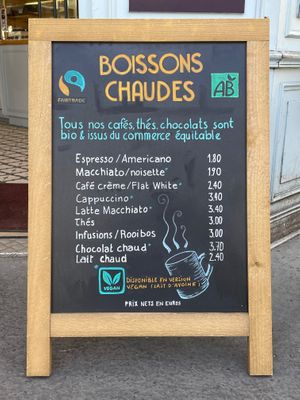 BOISSONS
CHAUDES
FAIRTRADE
AB
Tous nos cafés, thés, chocolats sont
bio & issus du commerce équitable
Espresso/Americano 1.80
Macchiato/noisette* 1.90
Café crème/Flat White* 2.40
Cappuccino* 3.40
Latte Macchiato* 3.40
Thés 3.00
Infusions/Rooibos 3.00
Chocolat chaud* 3.70
Lait chaud 2.40
VEGAN
*DISPONIBLE EN VERSION
VEGAN (LAIT D'AVOINE)
PRIX NETS EN EUROS